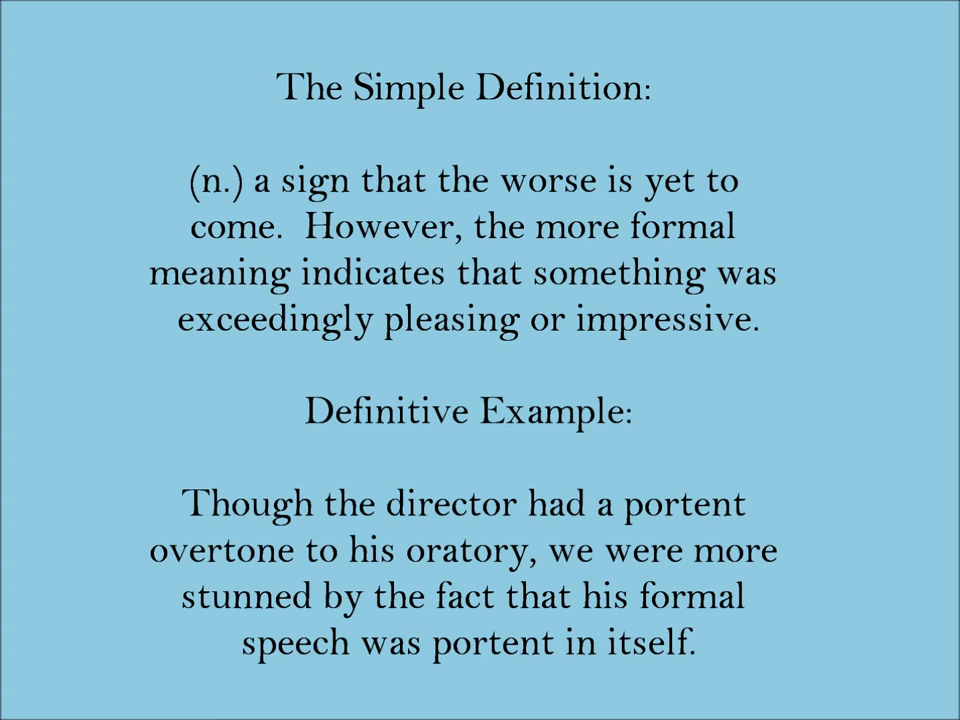 The Simple Definition:
(n.) a sign that the worse is yet to
come.  However, the more formal
meaning indicates that something was
exceedingly pleasing or impressive.
Definitive Example:
Though the director had a portent
overtone to his oratory, we were more
stunned by the fact that his formal
speech was portent in itself.